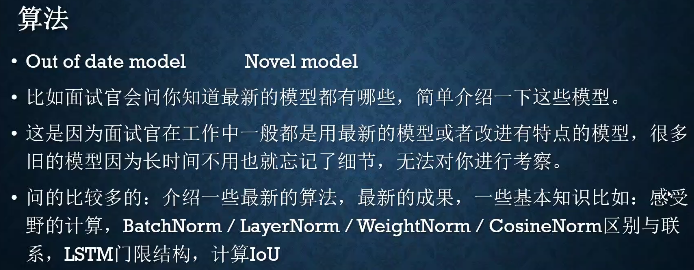 算法
• Out of date model Novel model
• 比如面试官会问你知道最新的模型都有哪些，简单介绍一下这些模型。
• 这是因为面试官在工作中一般都是用最新的模型或者改进有特点的模型，很多
旧的模型因为长时间不用也就忘记了细节，无法对你进行考察。
• 问的比较多的：介绍一些最新的算法，最新的成果，一些基本知识比如：感受
野的计算，BatchNorm / LayerNorm / WeightNorm / CosineNorm区别与联
系，LSTM门限结构，计算IoU